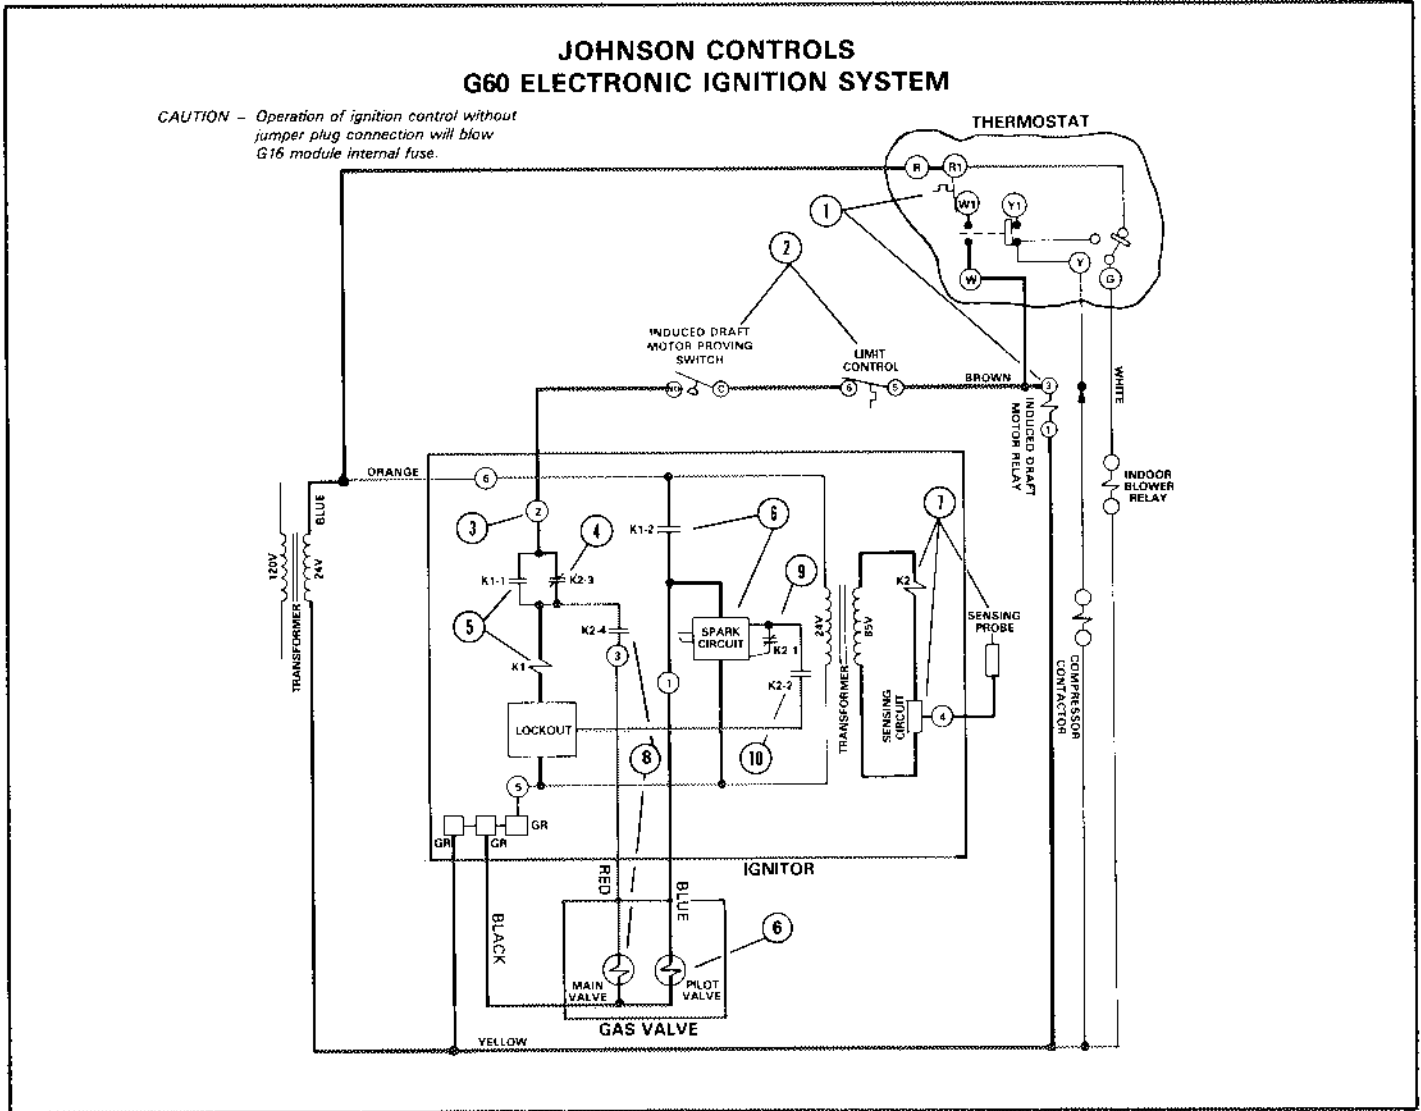 JOHNSON CONTROLS
G60 ELECTRONIC IGNITION SYSTEM
CAUTION – Operation of ignition control without
jumper plug connection will blow
G16 module internal fuse.
THERMOSTAT
R
R1
1
W1
Y1
2
Y
W
G
INDUCED DRAFT
MOTOR PROVING
SWITCH
LIMIT
CONTROL
BROWN
NO
C
6
5
3
WHITE
INDUCED DRAFT
MOTOR RELAY
1
ORANGE
6
INDOOR
BLOWER
RELAY
BLUE
2
3
4
K1-2
6
7
120V
24V
TRANSFORMER
K1-1
K2-3
9
K2
5
K2-4
SPARK
CIRCUIT
24V
85V
SENSING
PROBE
3
K2-1
K1
1
K2-2
TRANSFORMER
SENSING
CIRCUIT
4
COMPRESSOR
CONTACTOR
LOCKOUT
8
10
5
GR
GR
GR
IGNITOR
RED
BLUE
BLACK
6
MAIN
VALVE
PILOT
VALVE
GAS VALVE
YELLOW